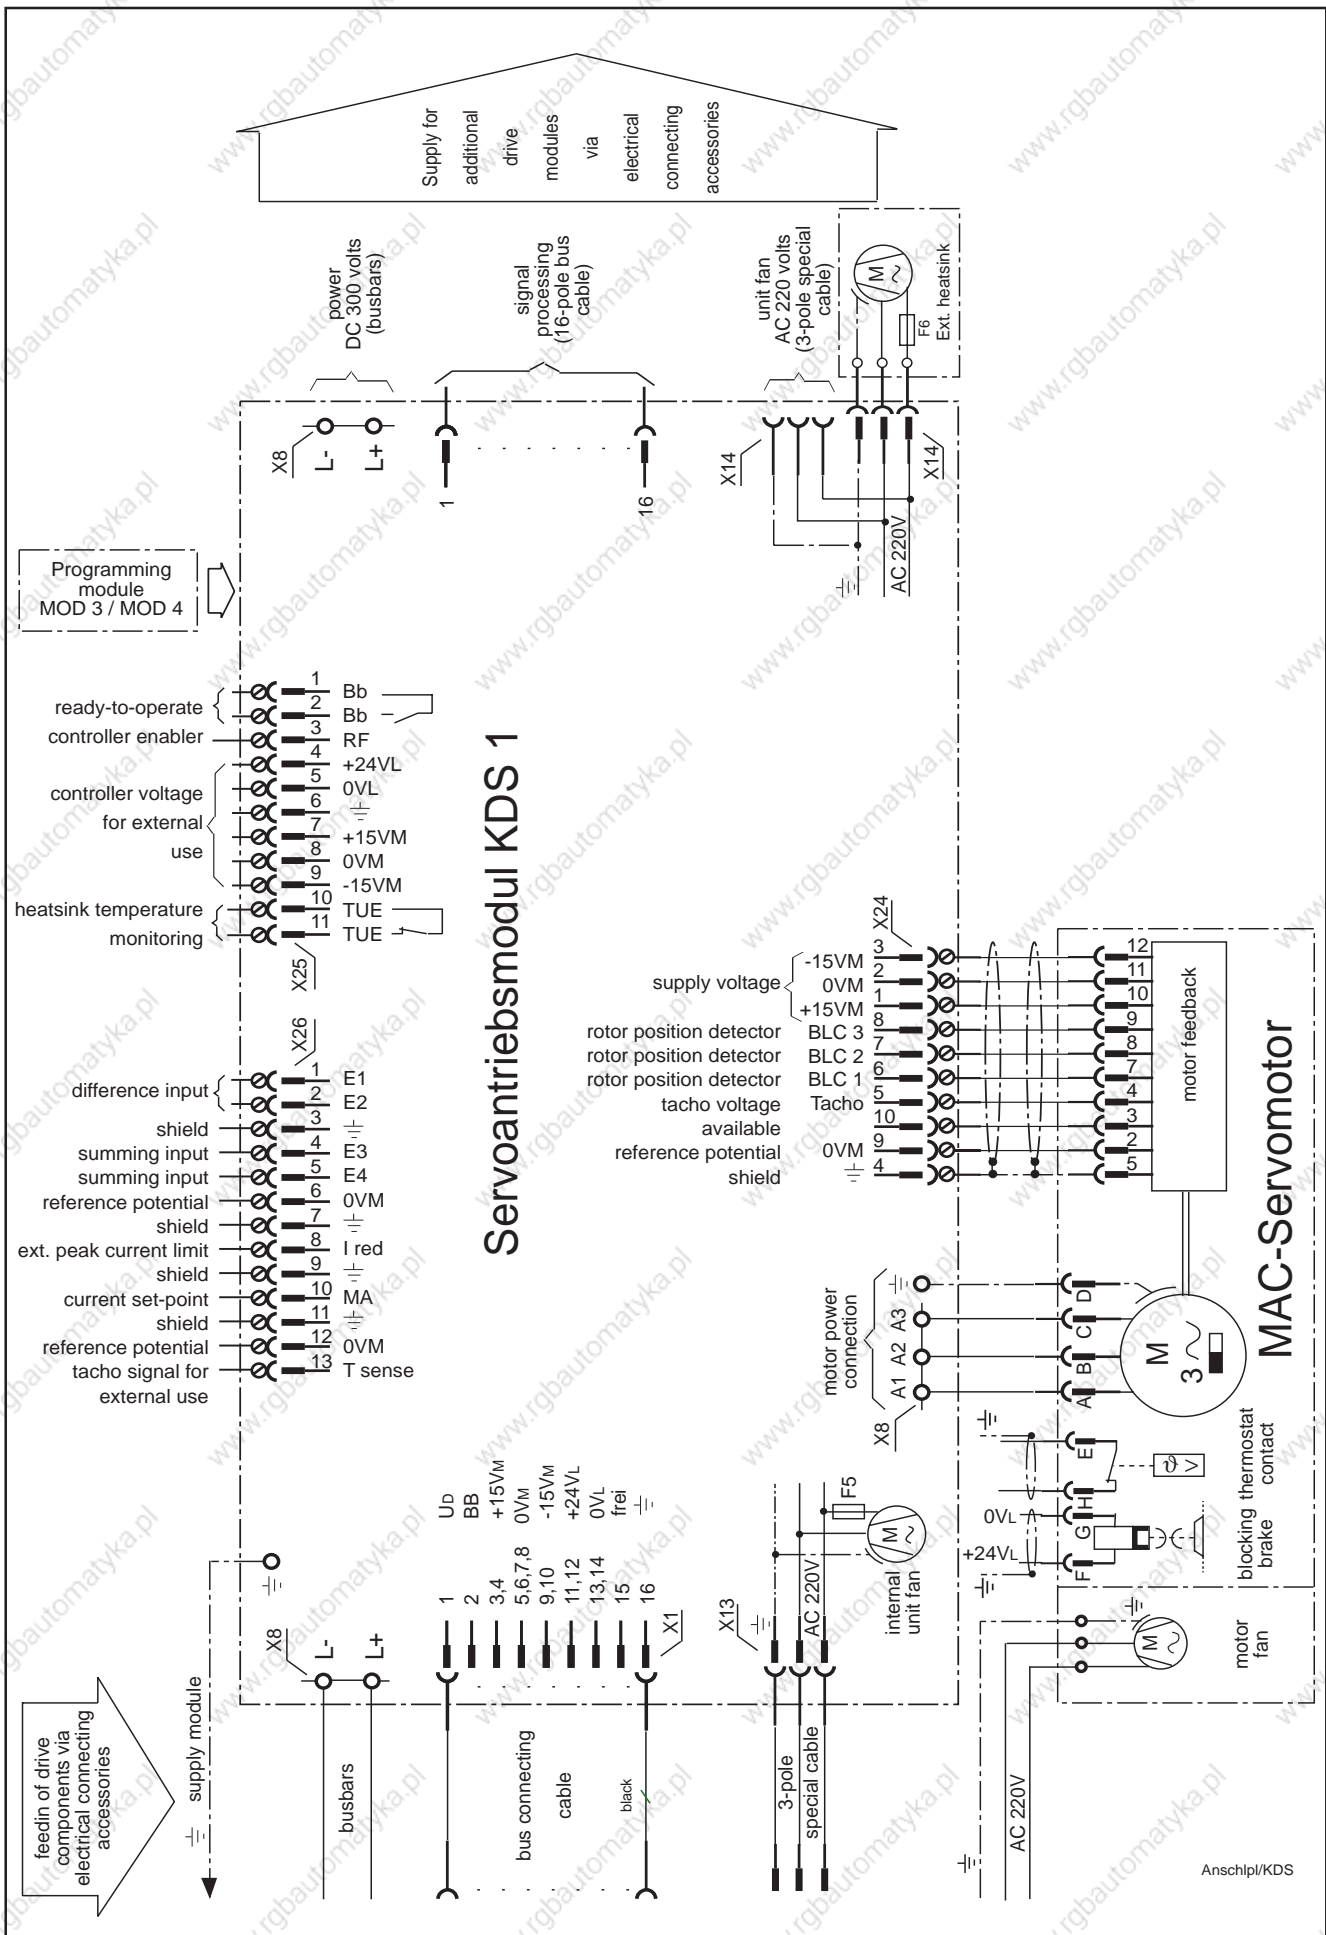 Supply for
additional
drive
modules
via
electrical
connecting
accessories
power
DC 300 volts
(busbars)
signal
processing
(16-pole bus
cable)
unit fan
AC 220 volts
(3-pole special
cable)
M
~
F6
Ext. heatsink
X8
L-
L+
1
16
X14
X14
AC 220V
Programming
module
MOD 3 / MOD 4
ready-to-operate
1 Bb
2 Bb
controller enabler 3 RF
controller voltage
for external
use
4 +24VL
5 0VL
6
7 +15VM
8 0VM
9 -15VM
heatsink temperature
monitoring
10 TUE
11 TUE
X25
X26
difference input
1 E1
2 E2
shield 3
summing input 4 E3
summing input 5 E4
reference potential 6 0VM
shield 7
ext. peak current limit 8 I red
shield 9
current set-point 10 MA
shield 11
reference potential 12 0VM
tacho signal for 13 T sense
external use
Servoantriebsmodul KDS 1
X24
supply voltage
-15VM 3 12
0VM 2 11
+15VM 1 10
rotor position detector BLC 3 8 9
rotor position detector BLC 2 7 8
rotor position detector BLC 1 6 7
tacho voltage Tacho 5 4
available 10 3
reference potential 0VM 9 2
shield 4 5
motor feedback
MAC-Servomotor
motor power
connection
A3
A2
A1
X8
D
C
B
A
M
3 ~
E
H
G
F
ϑ >
thermostat
contact
0VL
+24VL
blocking
brake
M
~
motor
fan
AC 220V
UD
BB
+15VM
0VM
-15VM
+24VL
0VL
frei
1
2
3,4
5,6,7,8
9,10
11,12
13,14
15
16
X1
X13
AC 220V
F5
M
~
internal
unit fan
X8
L-
L+
feedin of drive
components via
electrical connecting
accessories
supply module
busbars
bus connecting
cable
black
3-pole
special cable
Anschlpl/KDS
www.rgbautomatyka.pl